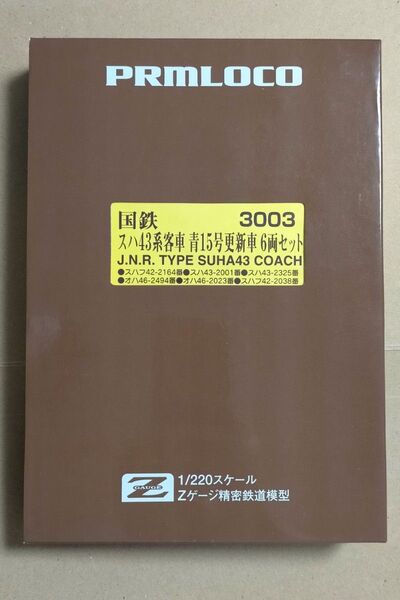 PRMLOCO
国鉄 3003
スハ43系客車 青15号更新車 6両セット
J.N.R. TYPE SUHA43 COACH
●スハフ42-2164番●スハ43-2001番●スハ43-2325番
●オハ46-2494番●オハ46-2023番●スハフ42-2038番
Z GAUGE
1/220スケール
Zゲージ精密鉄道模型